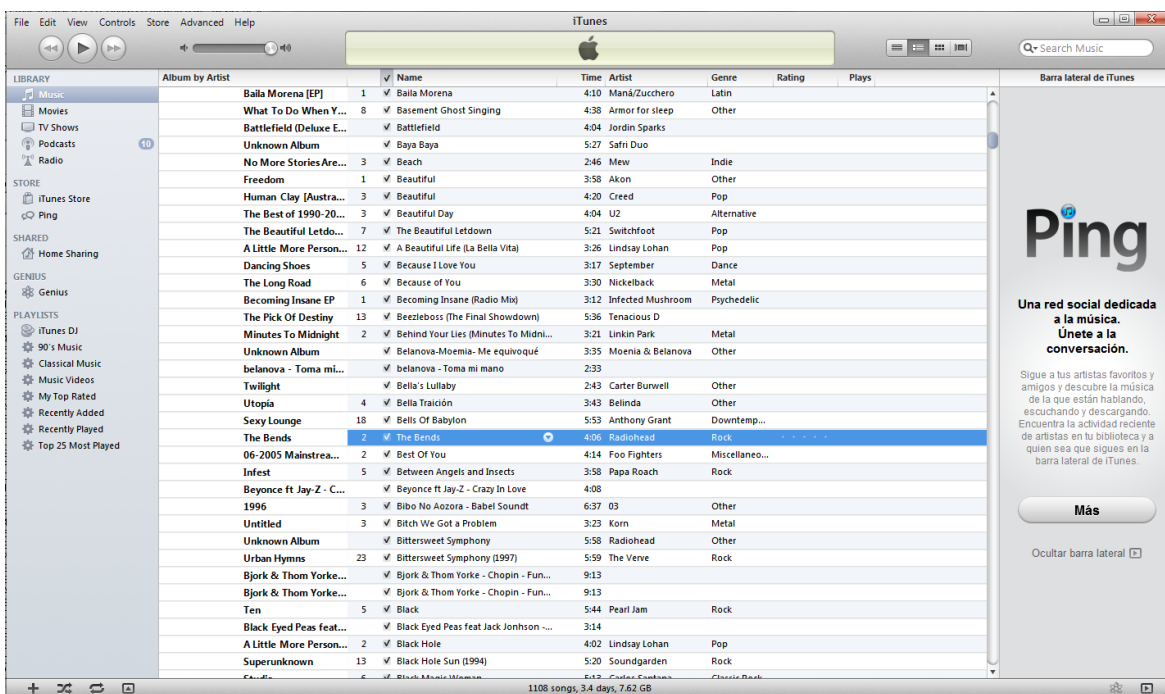 File Edit View Controls Store Advanced Help
iTunes
Search Music
LIBRARY
Music
Movies
TV Shows
Podcasts 10
Radio
STORE
iTunes Store
Ping
SHARED
Home Sharing
GENIUS
Genius
PLAYLISTS
iTunes DJ
90's Music
Classical Music
Music Videos
My Top Rated
Recently Added
Recently Played
Top 25 Most Played
Album by Artist Name Time Artist Genre Rating Plays
Baila Morena [EP] 1 Baila Morena 4:10 Maná/Zucchero Latin
What To Do When Y... 8 Basement Ghost Singing 4:38 Armor for sleep Other
Battlefield (Deluxe E... Battlefield 4:04 Jordin Sparks
Unknown Album Baya Baya 5:27 Safri Duo
No More Stories Are... 3 Beach 2:46 Mew Indie
Freedom 1 Beautiful 3:58 Akon Other
Human Clay [Austra... 3 Beautiful 4:20 Creed Pop
The Best of 1990-20... 3 Beautiful Day 4:04 U2 Alternative
The Beautiful Letdo... 7 The Beautiful Letdown 5:21 Switchfoot Pop
A Little More Person... 12 A Beautiful Life (La Bella Vita) 3:26 Lindsay Lohan Pop
Dancing Shoes 5 Because I Love You 3:17 September Dance
The Long Road 6 Because of You 3:30 Nickelback Metal
Becoming Insane EP 1 Becoming Insane (Radio Mix) 3:12 Infected Mushroom Psychedelic
The Pick Of Destiny 13 Beezleboss (The Final Showdown) 5:36 Tenacious D
Minutes To Midnight 2 Behind Your Lies (Minutes To Midni... 3:21 Linkin Park Metal
Unknown Album Belanova-Moemia- Me equivoqué 3:35 Moenia & Belanova Other
belanova - Toma mi... belanova - Toma mi mano 2:33
Twilight Bella's Lullaby 2:43 Carter Burwell Other
Utopía 4 Bella Traición 3:43 Belinda Other
Sexy Lounge 18 Bells Of Babylon 5:53 Anthony Grant Downtemp...
The Bends 2 The Bends 4:06 Radiohead Rock
06-2005 Mainstrea... 2 Best Of You 4:14 Foo Fighters Miscellaneo...
Infest 5 Between Angels and Insects 3:58 Papa Roach Rock
Beyonce ft Jay-Z - C... Beyonce ft Jay-Z - Crazy In Love 4:08
1996 3 Bibo No Aozora - Babel Soundt 6:37 03 Other
Untitled 3 Bitch We Got a Problem 3:23 Korn Metal
Unknown Album Bittersweet Symphony 5:58 Radiohead Other
Urban Hymns 23 Bittersweet Symphony (1997) 5:59 The Verve Rock
Bjork & Thom Yorke... Bjork & Thom Yorke - Chopin - Fun... 9:13
Bjork & Thom Yorke... Bjork & Thom Yorke - Chopin - Fun... 9:13
Ten 5 Black 5:44 Pearl Jam Rock
Black Eyed Peas feat... Black Eyed Peas feat Jack Jonhson -... 3:14
A Little More Person... 2 Black Hole 4:02 Lindsay Lohan Pop
Superunknown 13 Black Hole Sun (1994) 5:20 Soundgarden Rock
Studio 6 Black Magic Woman 5:13 Carlos Santana Classic Rock
Barra lateral de iTunes
Ping
Una red social dedicada
a la música.
Únete a la
conversación.
Sigue a tus artistas favoritos y
amigos y descubre la música
de la que están hablando,
escuchando y descargando.
Encuentra la actividad reciente
de artistas en tu biblioteca y a
quien sea que sigues en la
barra lateral de iTunes.
Más
Ocultar barra lateral
1108 songs, 3.4 days, 7.62 GB